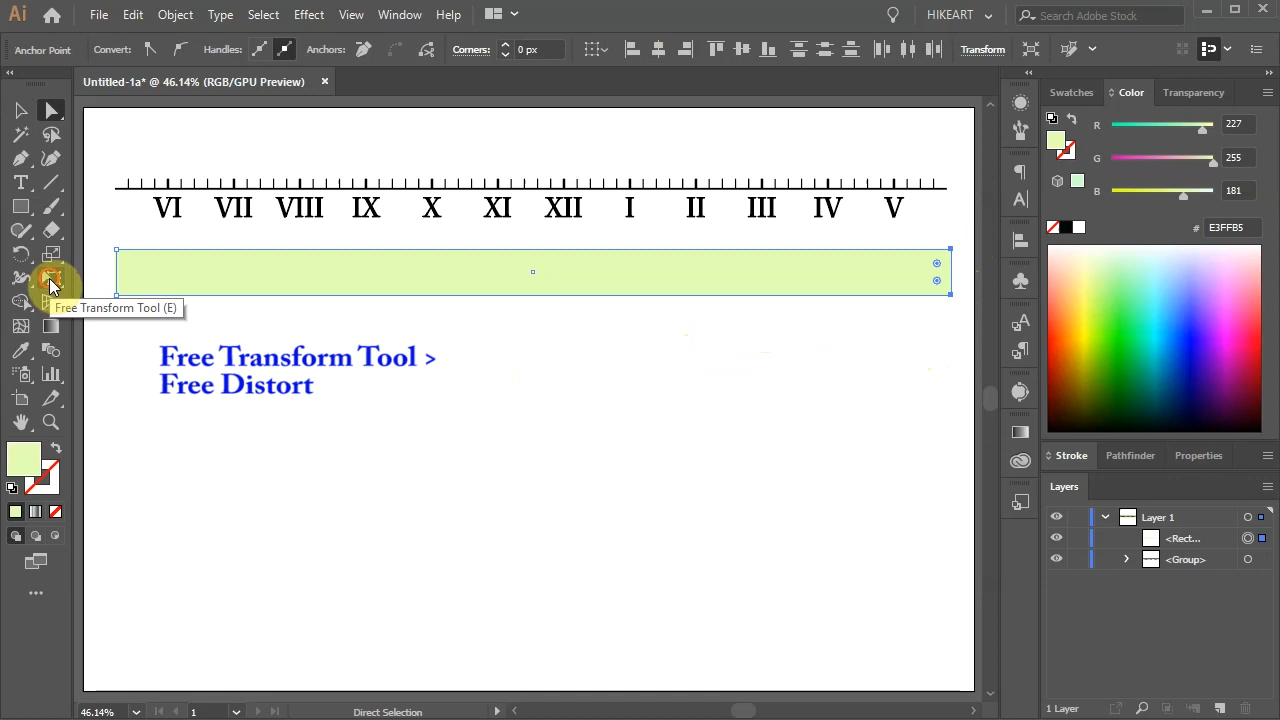 Ai File Edit Object Type Select Effect View Window Help HIKEART Search Adobe Stock
Anchor Point Convert: Handles: Anchors: Corners: 0 px Transform
Untitled-1a* @ 46.14% (RGB/GPU Preview) ×
Swatches Color Transparency
R 227
G 255
B 181
# E3FFB5
VI VII VIII IX X XI XII I II III IV V
Free Transform Tool (E)
Free Transform Tool >
Free Distort
Stroke Pathfinder Properties
Layers
Layer 1
<Rect...
<Group>
46.14% 1 Direct Selection
1 Layer